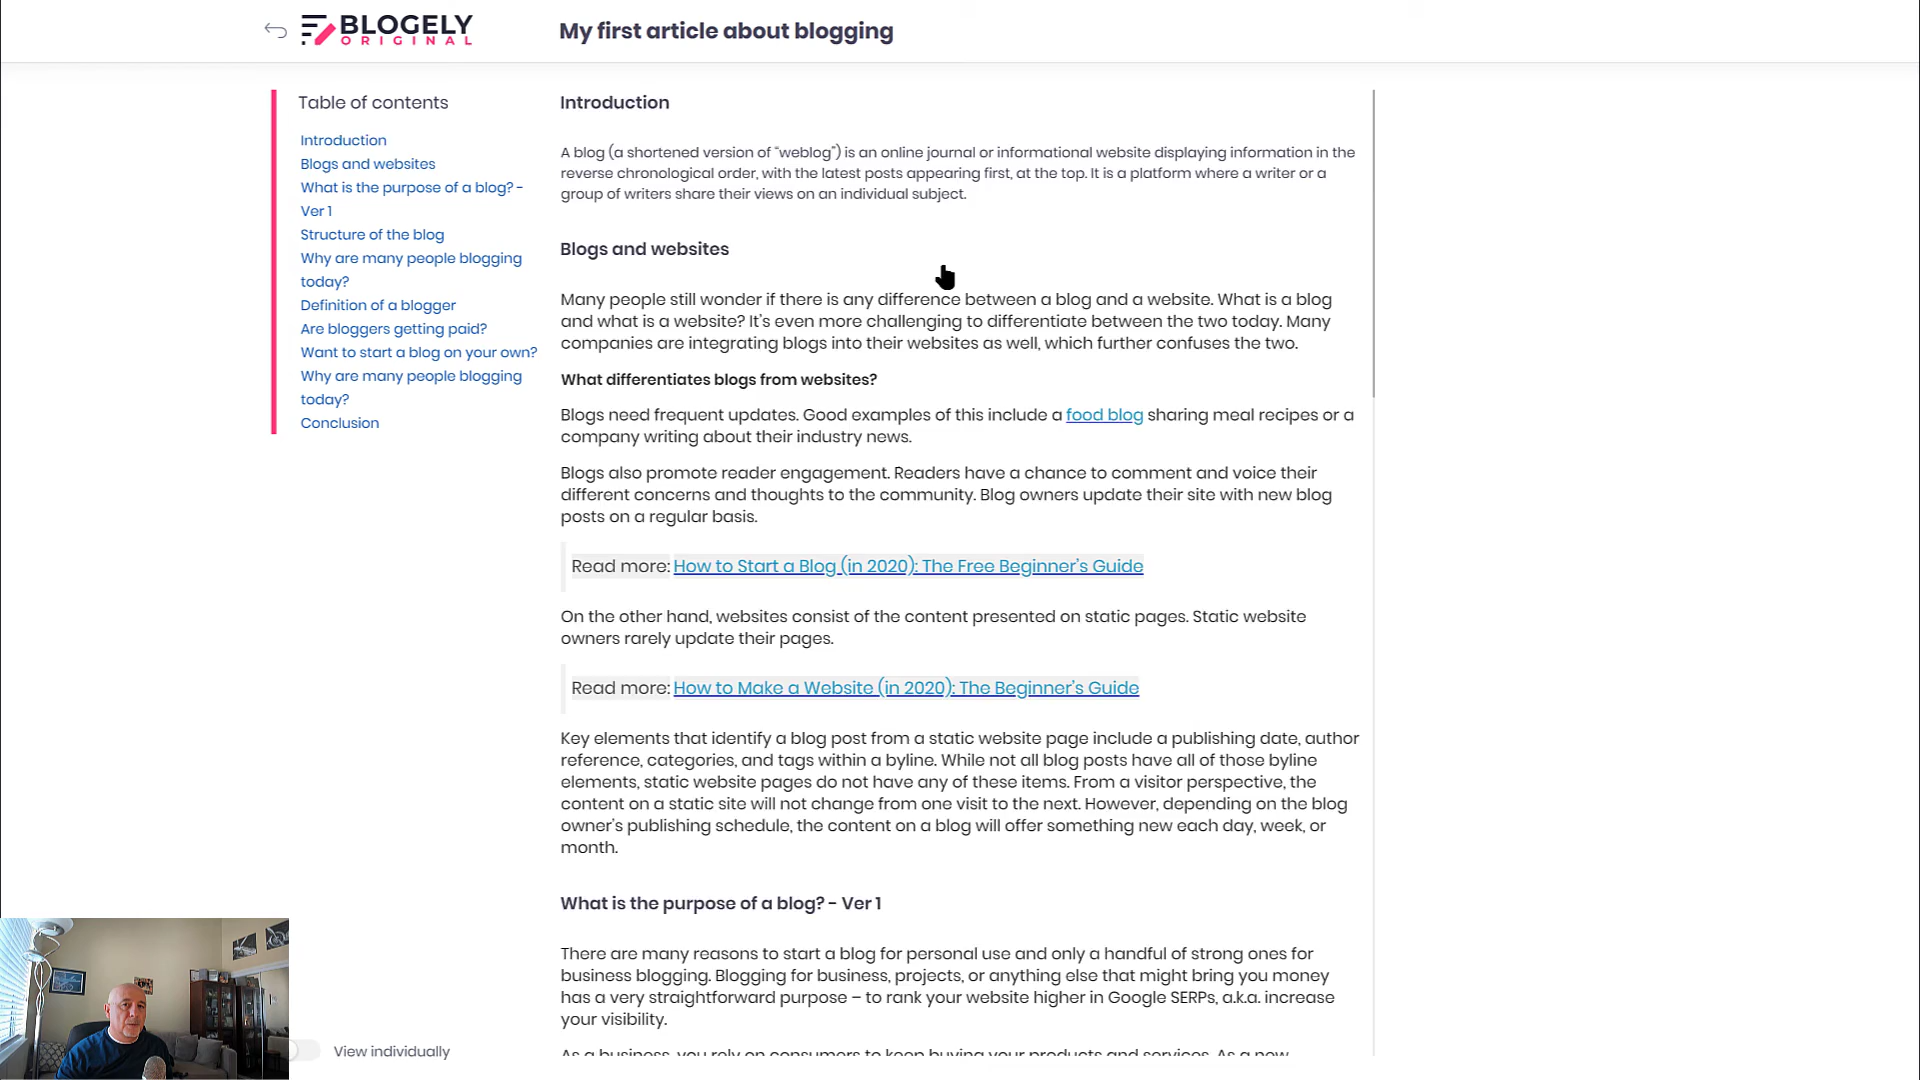 BLOGELY
ORIGINAL
My first article about blogging
Table of contents
Introduction
Blogs and websites
What is the purpose of a blog? -
Ver 1
Structure of the blog
Why are many people blogging
today?
Definition of a blogger
Are bloggers getting paid?
Want to start a blog on your own?
Why are many people blogging
today?
Conclusion
Introduction
A blog (a shortened version of “weblog”) is an online journal or informational website displaying information in the
reverse chronological order, with the latest posts appearing first, at the top. It is a platform where a writer or a
group of writers share their views on an individual subject.
Blogs and websites
Many people still wonder if there is any difference between a blog and a website. What is a blog
and what is a website? It’s even more challenging to differentiate between the two today. Many
companies are integrating blogs into their websites as well, which further confuses the two.
What differentiates blogs from websites?
Blogs need frequent updates. Good examples of this include a food blog sharing meal recipes or a
company writing about their industry news.
Blogs also promote reader engagement. Readers have a chance to comment and voice their
different concerns and thoughts to the community. Blog owners update their site with new blog
posts on a regular basis.
Read more: How to Start a Blog (in 2020): The Free Beginner’s Guide
On the other hand, websites consist of the content presented on static pages. Static website
owners rarely update their pages.
Read more: How to Make a Website (in 2020): The Beginner’s Guide
Key elements that identify a blog post from a static website page include a publishing date, author
reference, categories, and tags within a byline. While not all blog posts have all of those byline
elements, static website pages do not have any of these items. From a visitor perspective, the
content on a static site will not change from one visit to the next. However, depending on the blog
owner’s publishing schedule, the content on a blog will offer something new each day, week, or
month.
What is the purpose of a blog? - Ver 1
There are many reasons to start a blog for personal use and only a handful of strong ones for
business blogging. Blogging for business, projects, or anything else that might bring you money
has a very straightforward purpose – to rank your website higher in Google SERPs, a.k.a. increase
your visibility.
As a business, you rely on consumers to keep buying your products and services. As a new
View individually